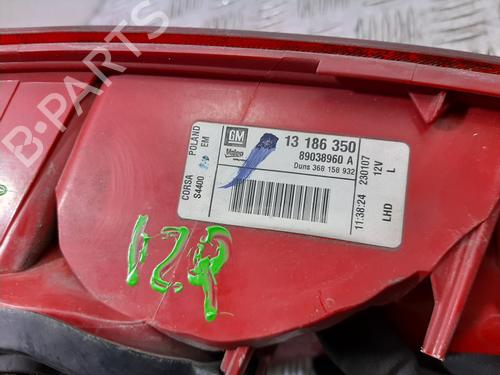 B-PARTS
GM
Valeo
13 186 350
89038960 A
Duns 368 158 932
CORSA POLAND
S4400 EM
11:38:24 230107
LHD 12V L